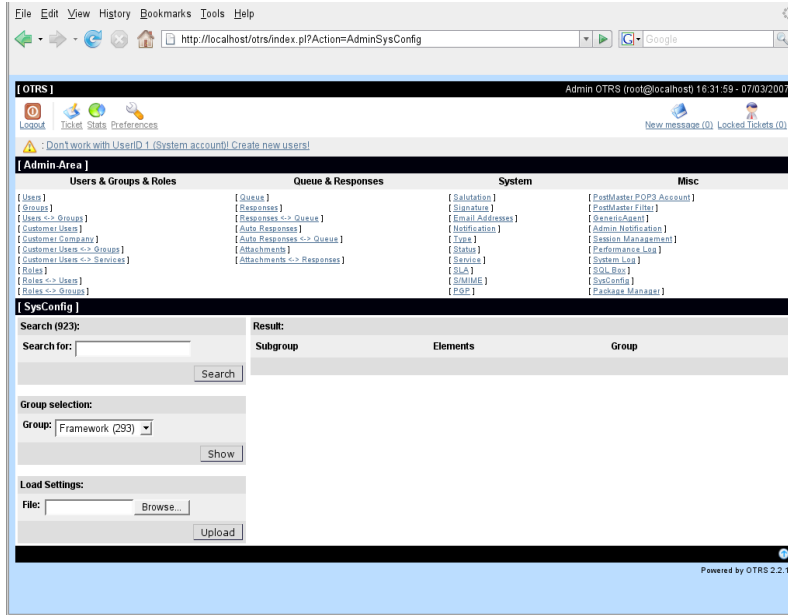 File Edit View History Bookmarks Tools Help
http://localhost/otrs/index.pl?Action=AdminSysConfig
G Google
[ OTRS ]
Admin OTRS (root@localhost) 16:31:59 - 07/03/2007
Logout Ticket Stats Preferences
New message (0) Locked Tickets (0)
: Don't work with UserID 1 (System account)! Create new users!
[ Admin-Area ]
Users & Groups & Roles Queue & Responses System Misc
[ Users ] [ Queue ] [ Salutation ] [ PostMaster POP3 Account ]
[ Groups ] [ Responses ] [ Signature ] [ PostMaster Filter ]
[ Users <-> Groups ] [ Responses <-> Queue ] [ Email Addresses ] [ GenericAgent ]
[ Customer Users ] [ Auto Responses ] [ Notification ] [ Admin Notification ]
[ Customer Company ] [ Auto Responses <-> Queue ] [ Type ] [ Session Management ]
[ Customer Users <-> Groups ] [ Attachments ] [ Status ] [ Performance Log ]
[ Customer Users <-> Services ] [ Attachments <-> Responses ] [ Service ] [ System Log ]
[ Roles ] [ SLA ] [ SQL Box ]
[ Roles <-> Users ] [ S/MIME ] [ SysConfig ]
[ Roles <-> Groups ] [ PGP ] [ Package Manager ]
[ SysConfig ]
Search (923):
Search for:
Search
Result:
Subgroup Elements Group
Group selection:
Group: Framework (293)
Show
Load Settings:
File: Browse...
Upload
Powered by OTRS 2.2.1